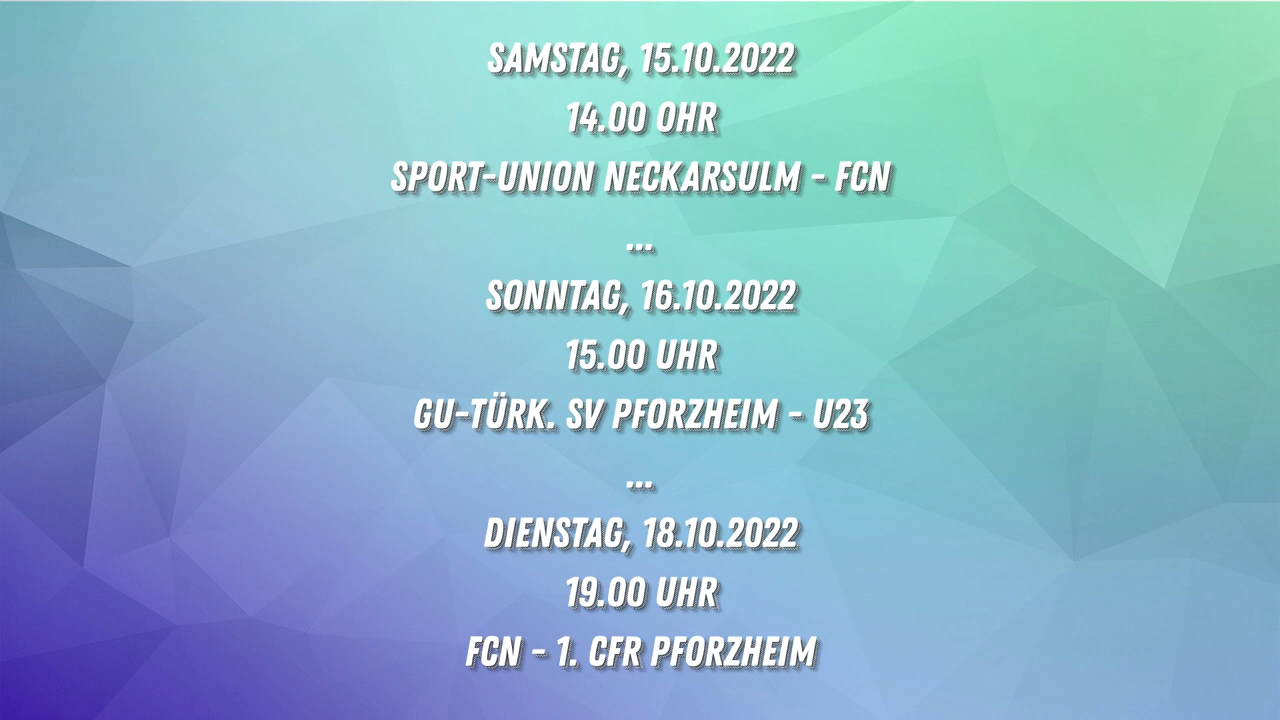 SAMSTAG, 15.10.2022
14.00 OHR
SPORT-UNION NECKARSULM - FCN
...
SONNTAG, 16.10.2022
15.00 UHR
GU-TÜRK. SV PFORZHEIM - U23
...
DIENSTAG, 18.10.2022
19.00 UHR
FCN - 1. CFR PFORZHEIM